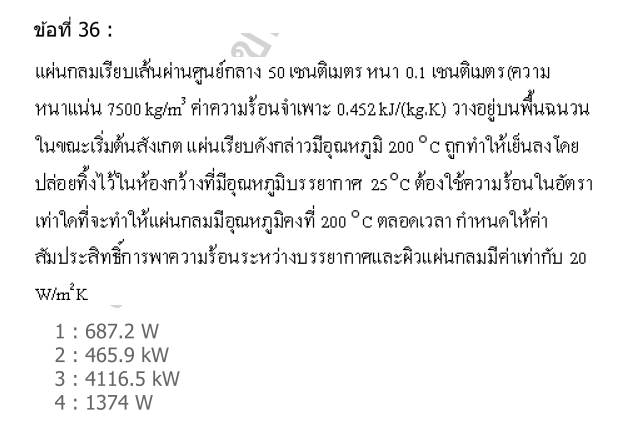 ข้อที่ 36 :
แผ่นกลมเรียบเส้นผ่านศูนย์กลาง 50 เซนติเมตร หนา 0.1 เซนติเมตร (ความ
หนาแน่น 7500 kg/m³ ค่าความร้อนจำเพาะ 0.452 kJ/(kg.K) วางอยู่บนพื้นฉนวน
ในขณะเริ่มต้นสังเกต แผ่นเรียบดังกล่าวมีอุณหภูมิ 200 °C ถูกทำให้เย็นลงโดย
ปล่อยทิ้งไว้ในห้องกว้างที่มีอุณหภูมิบรรยากาศ 25°C ต้องใช้ความร้อนในอัตรา
เท่าใดที่จะทำให้แผ่นกลมมีอุณหภูมิคงที่ 200 °C ตลอดเวลา กำหนดให้ค่า
สัมประสิทธิ์การพาความร้อนระหว่างบรรยากาศและผิวแผ่นกลมมีค่าเท่ากับ 20
W/m²K
1 : 687.2 W
2 : 465.9 kW
3 : 4116.5 kW
4 : 1374 W